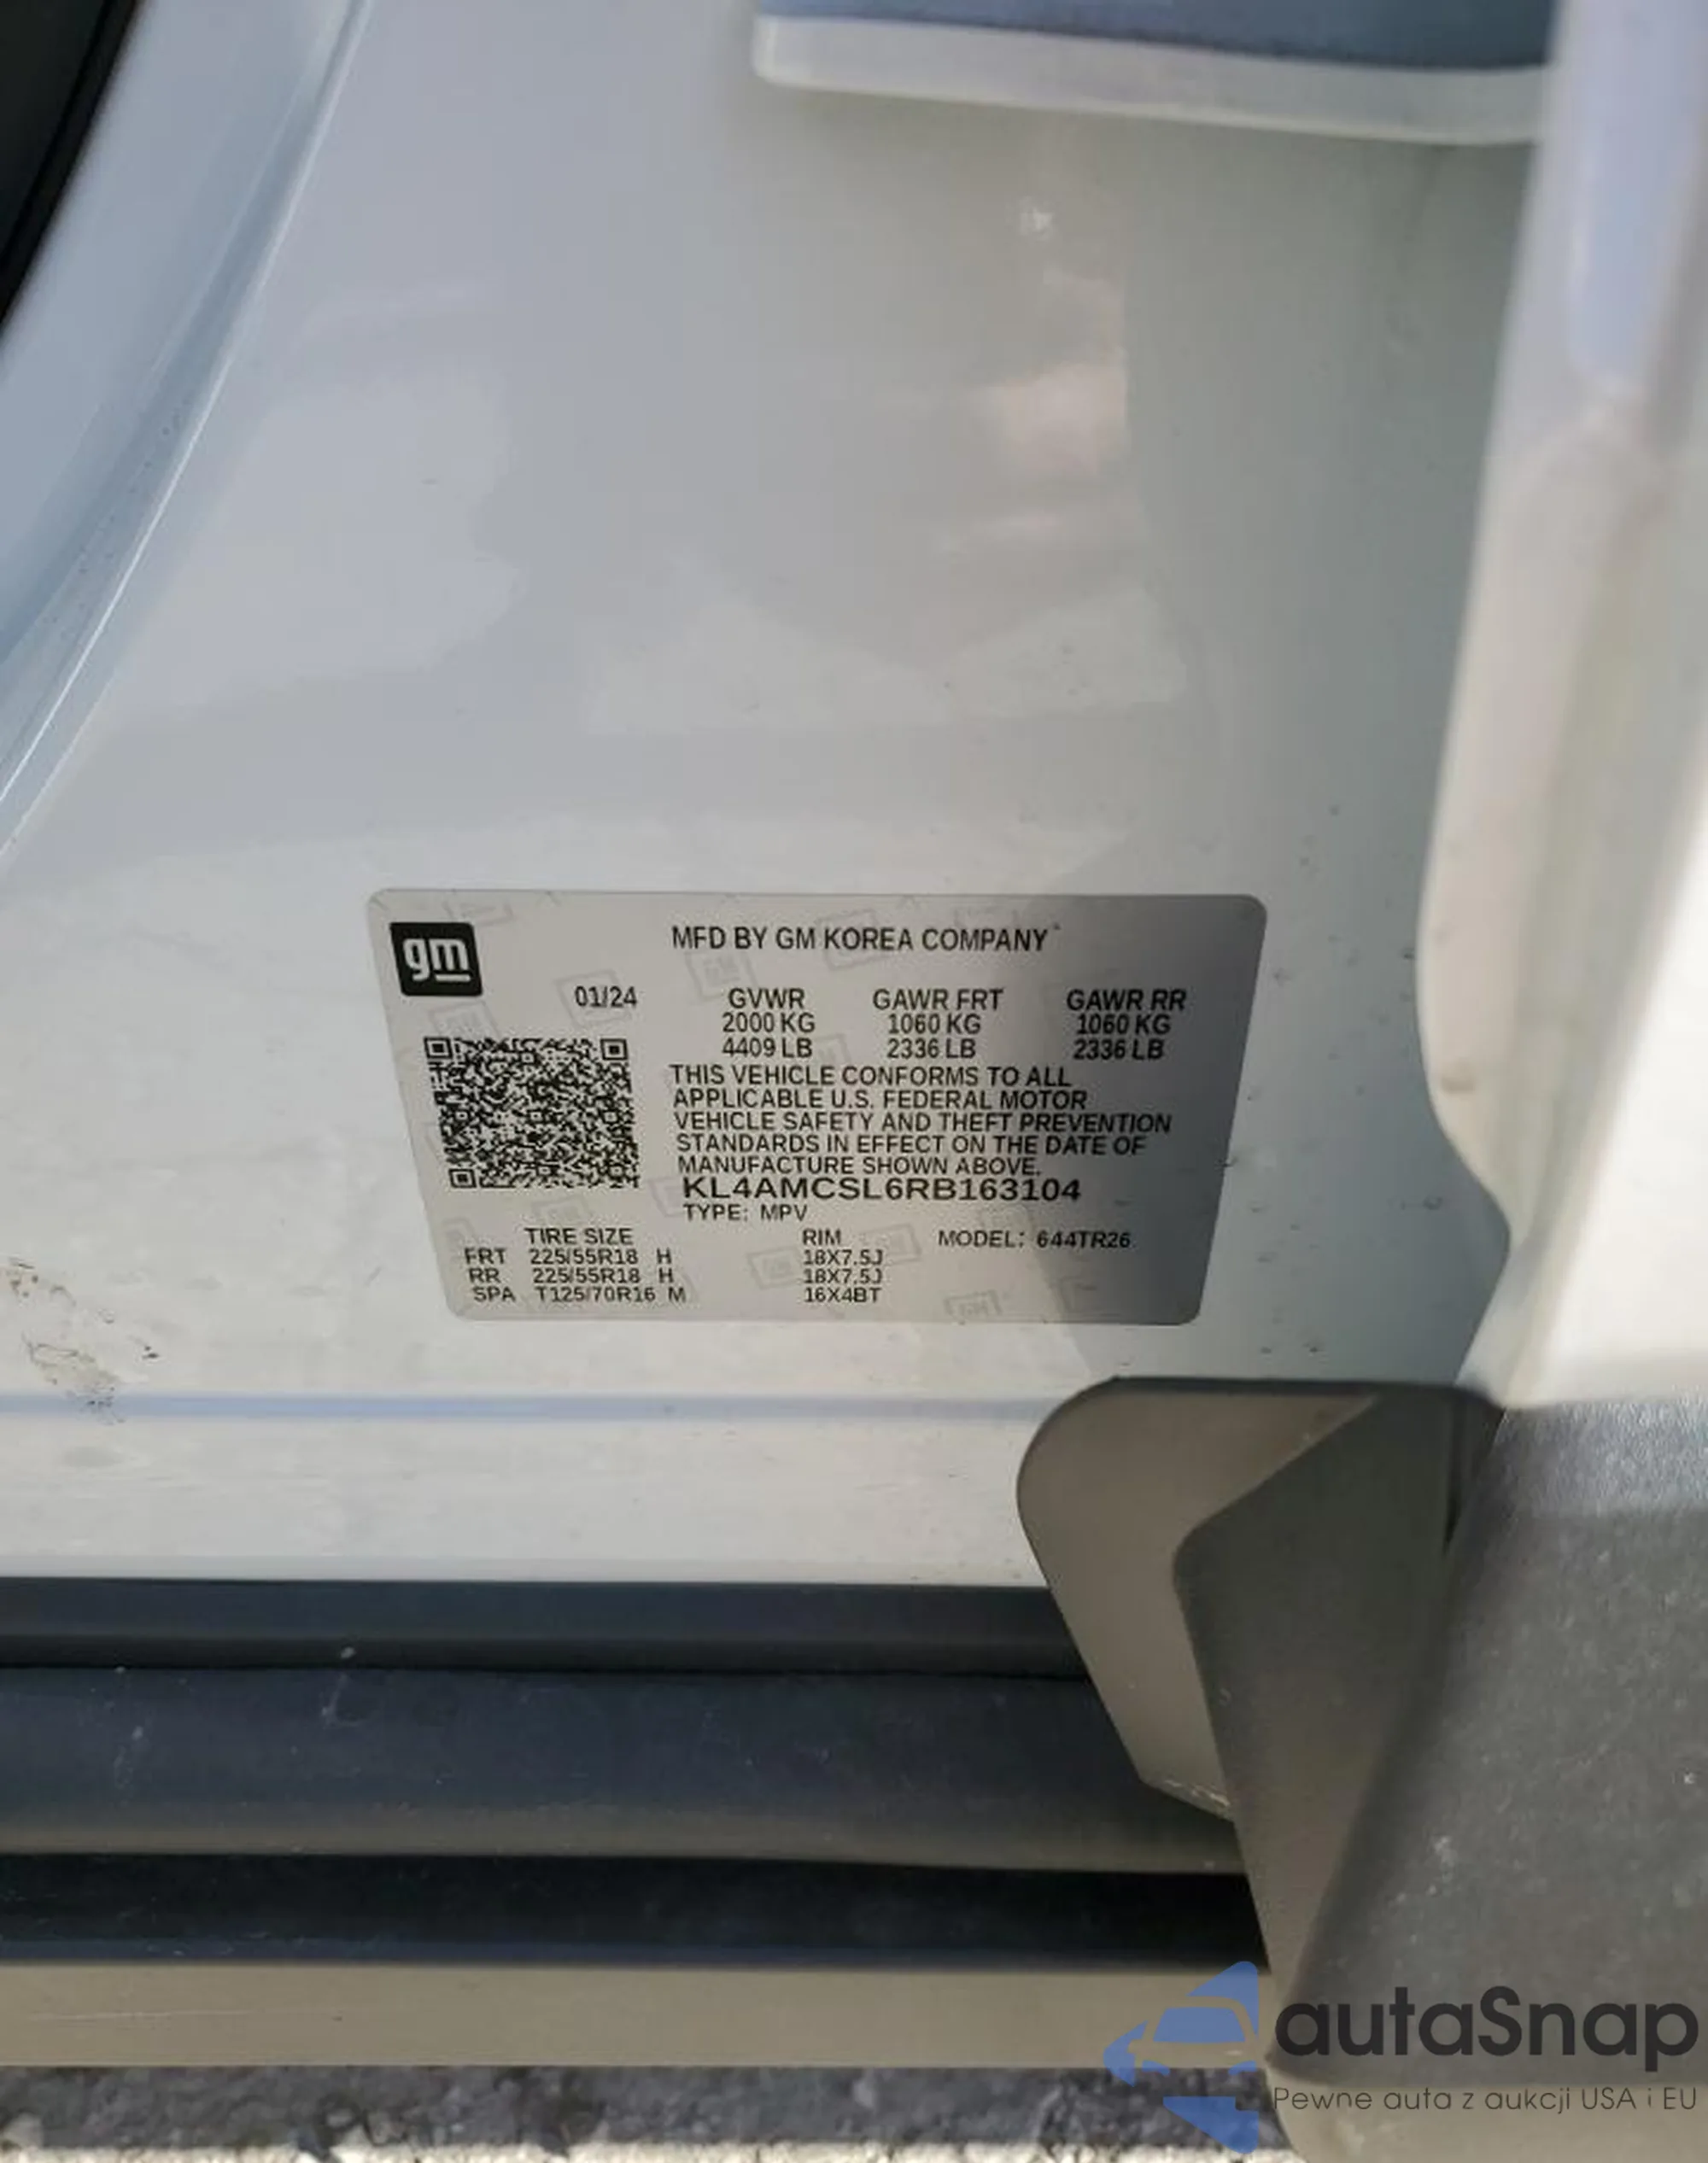 gm
MFD BY GM KOREA COMPANY
01/24 GVWR GAWR FRT GAWR RR
2000 KG 1060 KG 1060 KG
4409 LB 2336 LB 2336 LB
THIS VEHICLE CONFORMS TO ALL
APPLICABLE U.S. FEDERAL MOTOR
VEHICLE SAFETY AND THEFT PREVENTION
STANDARDS IN EFFECT ON THE DATE OF
MANUFACTURE SHOWN ABOVE.
KL4AMCSL6RB163104
TYPE: MPV
TIRE SIZE RIM MODEL: 644TR26
FRT 225/55R18 H 18X7.5J
RR 225/55R18 H 18X7.5J
SPA T125/70R16 M 16X4BT
autaSnap
Pewne auta z aukcji USA i EU